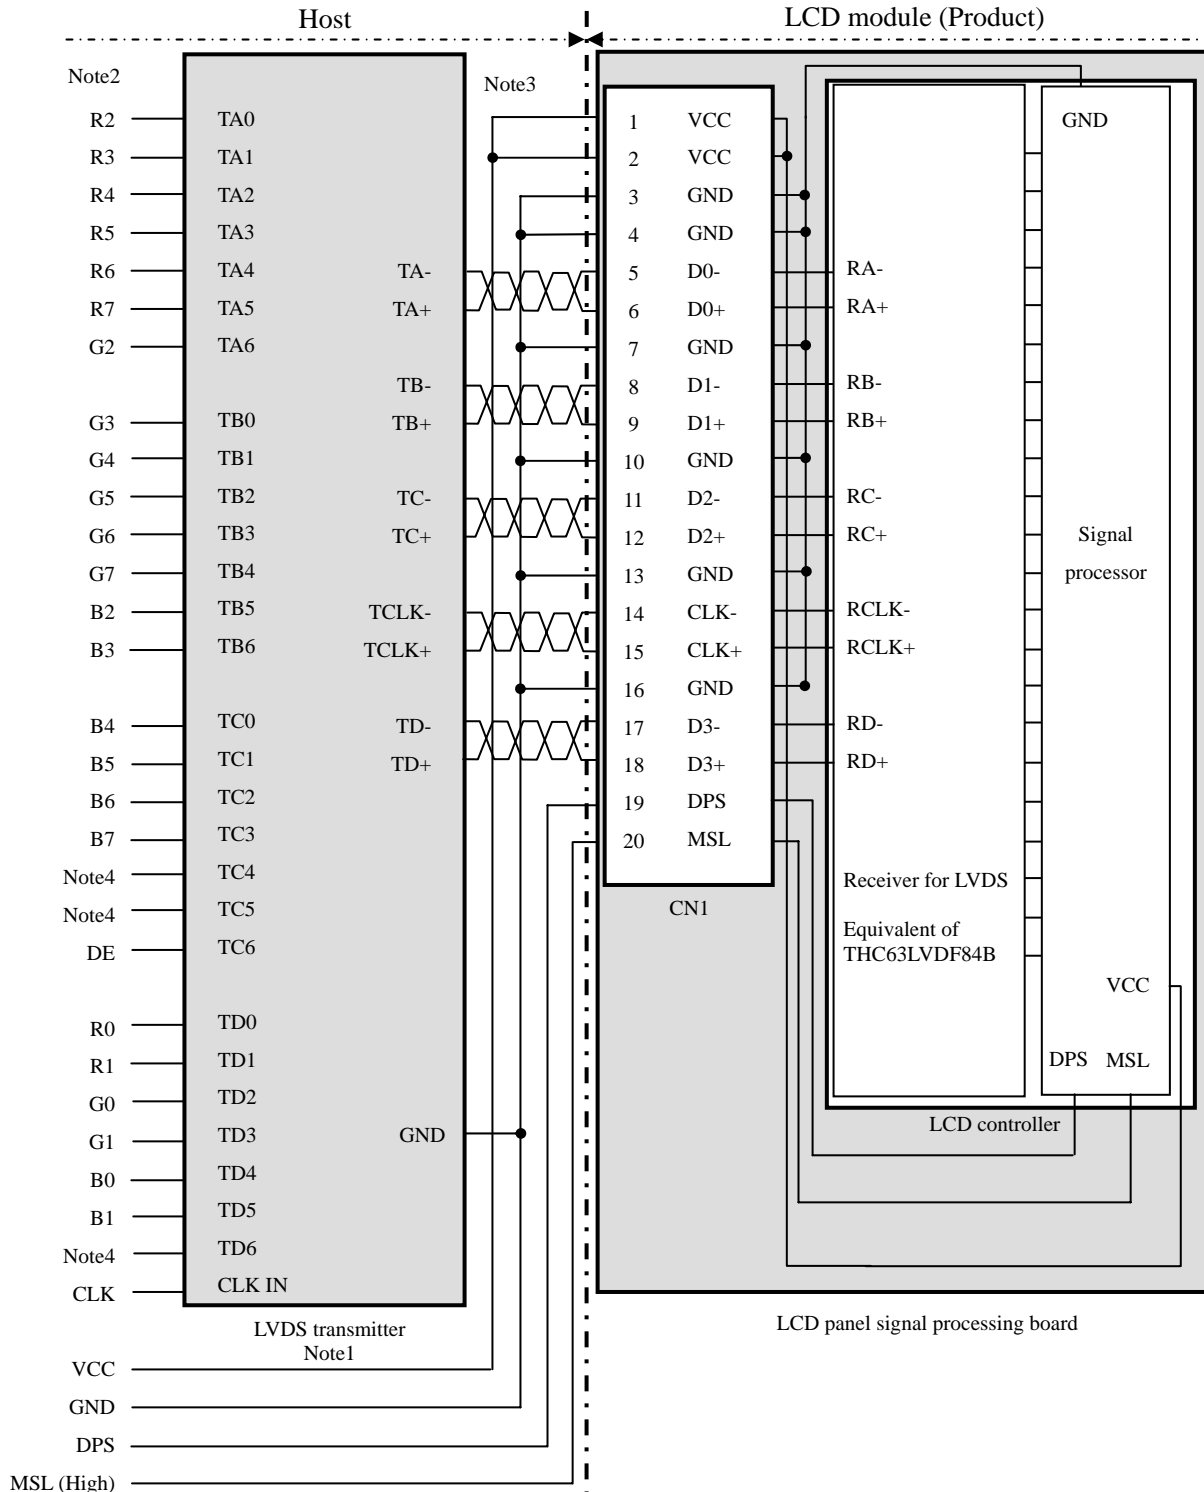 Host
LCD module (Product)
Note2
Note3
R2 TA0
R3 TA1
R4 TA2
R5 TA3
R6 TA4 TA-
R7 TA5 TA+
G2 TA6
TB-
G3 TB0 TB+
G4 TB1
G5 TB2 TC-
G6 TB3 TC+
G7 TB4
B2 TB5 TCLK-
B3 TB6 TCLK+
B4 TC0 TD-
B5 TC1 TD+
B6 TC2
B7 TC3
Note4 TC4
Note4 TC5
DE TC6
R0 TD0
R1 TD1
G0 TD2
G1 TD3 GND
B0 TD4
B1 TD5
Note4 TD6
CLK CLK IN
LVDS transmitter
Note1
VCC
GND
DPS
MSL (High)
1 VCC
2 VCC
3 GND
4 GND
5 D0-
6 D0+
7 GND
8 D1-
9 D1+
10 GND
11 D2-
12 D2+
13 GND
14 CLK-
15 CLK+
16 GND
17 D3-
18 D3+
19 DPS
20 MSL
CN1
RA-
RA+
RB-
RB+
RC-
RC+
RCLK-
RCLK+
RD-
RD+
Receiver for LVDS
Equivalent of
THC63LVDF84B
GND
Signal
processor
VCC
DPS MSL
LCD controller
LCD panel signal processing board